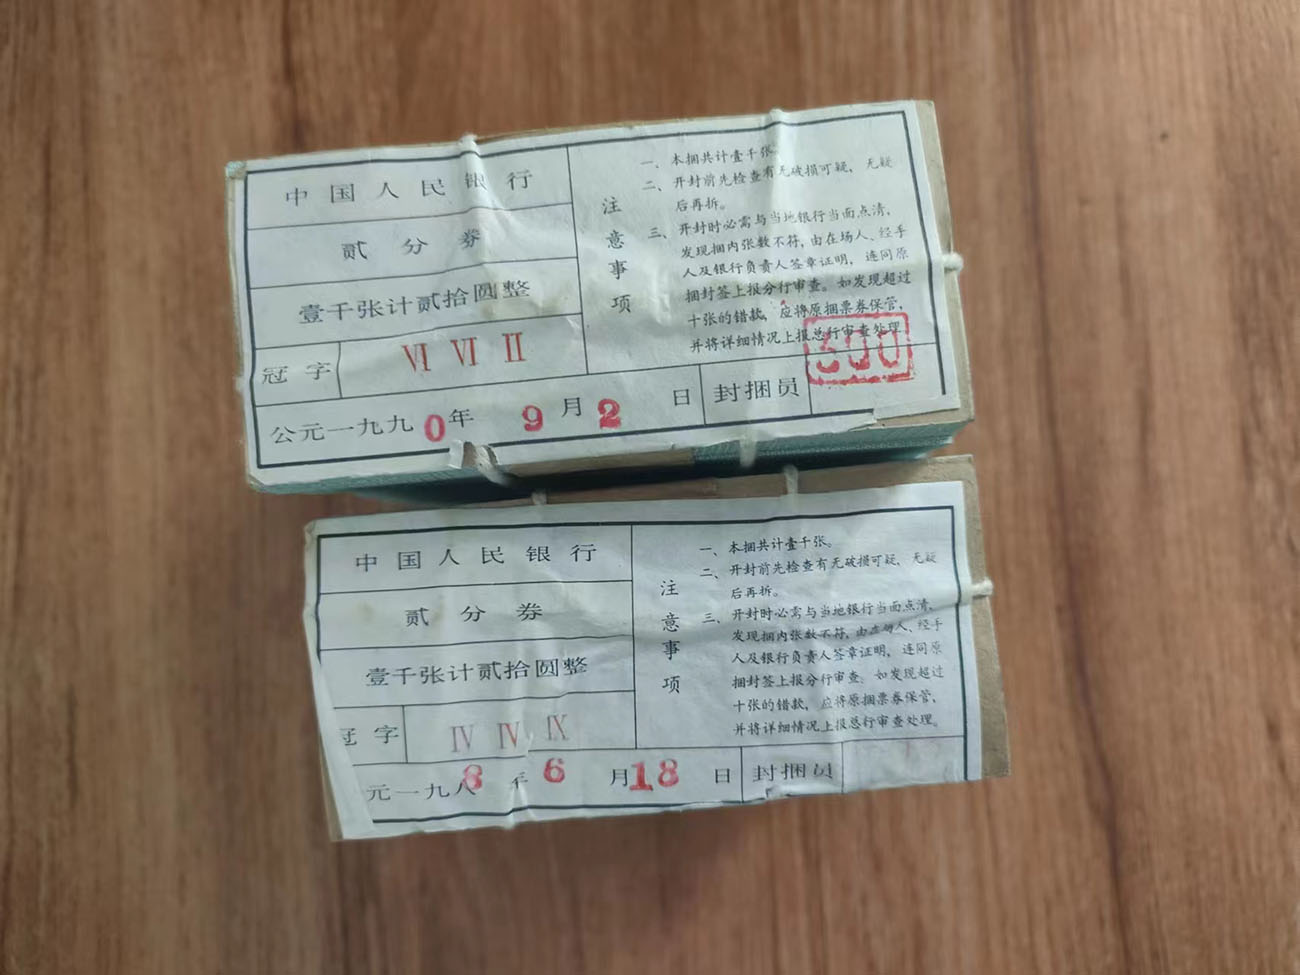 中国人民银行
贰分券
壹千张计贰拾圆整
冠字 Ⅵ Ⅵ Ⅱ
公元一九九0年 9月2 日 封捆员 300
注意事项
一、本捆共计壹千张
二、开封前先检查有无破损可疑，无疑
后再拆。
三、开封时必需与当地银行当面点清，
发现捆内张数不符，由在场人、经手
人及银行负责人签章证明，连同原
捆封签上报分行审查。如发现超过
十张的错款，应将原捆票券保管，
并将详细情况上报总行审查处理
中国人民银行
贰分券
壹千张计贰拾圆整
冠字 Ⅳ Ⅳ Ⅸ
元一九八8年6月18日 封捆员
注意事项
一、本捆共计壹千张。
二、开封前先检查有无破损可疑、无疑
后再拆。
三、开封时必需与当地银行当面点清，
发现捆内张数不符，由在场人、经手
人及银行负责人签章证明，连同原
捆封签上报分行审查。如发现超过
十张的错款，应将原捆票券保管，
并将详细情况上报总行审查处理。